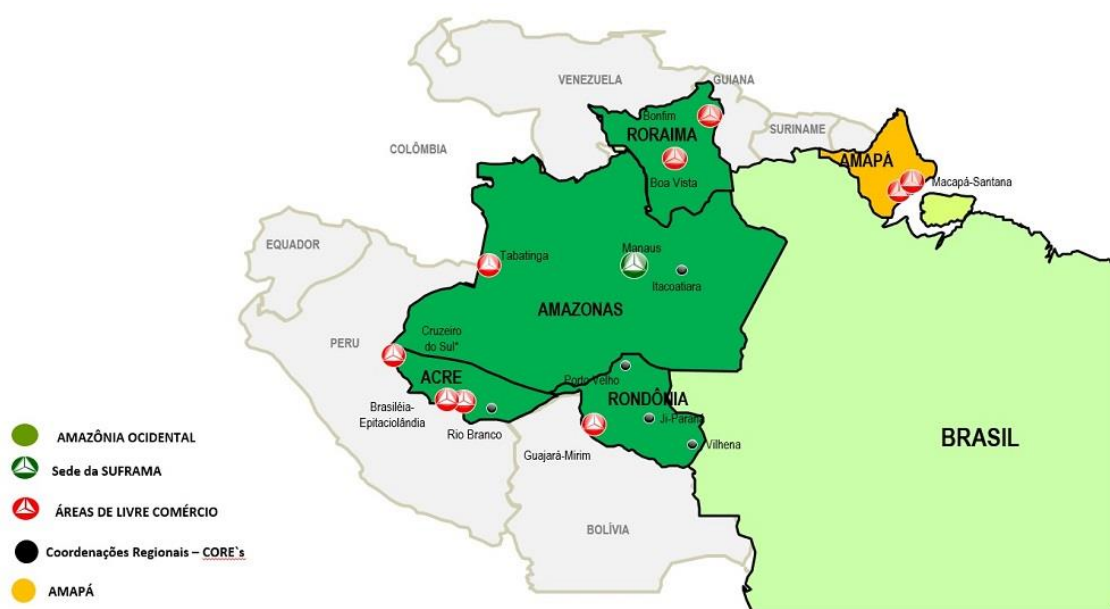 VENEZUELA
GUIANA
SURINAME
COLÔMBIA
Bonfim
RORAIMA
Boa Vista
AMAPÁ
Macapá-Santana
EQUADOR
Tabatinga
Manaus
Itacoatiara
AMAZONAS
PERU
Cruzeiro
do Sul*
ACRE
Brasiléia-
Epitaciolândia
Rio Branco
Porto Velho
RONDÔNIA
Ji-Paraná
Vilhena
Guajará-Mirim
BOLÍVIA
BRASIL
AMAZÔNIA OCIDENTAL
Sede da SUFRAMA
ÁREAS DE LIVRE COMÉRCIO
Coordenações Regionais – CORE`s
AMAPÁ